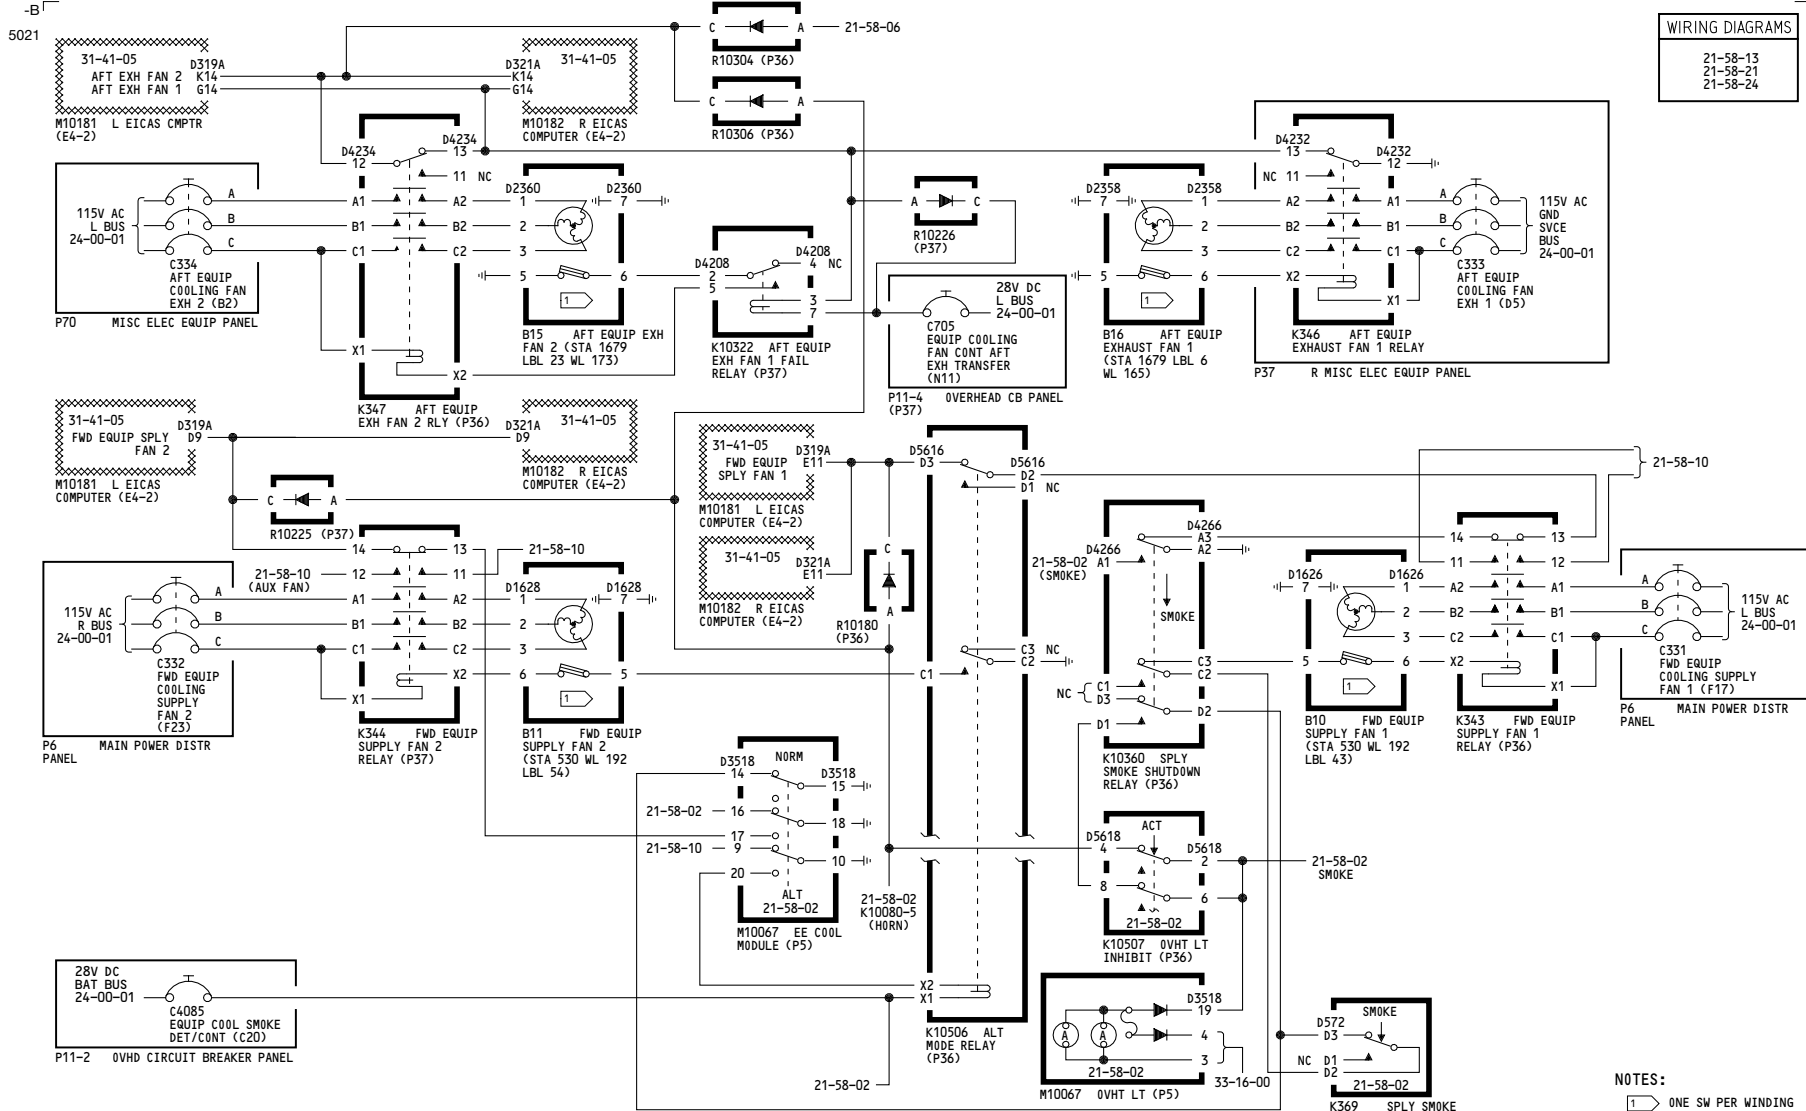 -B
5021
WIRING DIAGRAMS
21-58-13
21-58-21
21-58-24
31-41-05
AFT EXH FAN 2
AFT EXH FAN 1
D319A
K14
G14
M10181 L EICAS CMPTR
(E4-2)
D321A
K14
G14
31-41-05
M10182 R EICAS
COMPUTER (E4-2)
C A 21-58-06
R10304 (P36)
C A
R10306 (P36)
115V AC
L BUS
24-00-01
A
B
C
C334
AFT EQUIP
COOLING FAN
EXH 2 (B2)
P70 MISC ELEC EQUIP PANEL
D4234
12
A1
B1
C1
X1
D4234
13
11 NC
A2
B2
C2
X2
K347 AFT EQUIP
EXH FAN 2 RLY (P36)
D2360
1
2
3
5
D2360
7
6
1
B15 AFT EQUIP EXH
FAN 2 (STA 1679
LBL 23 WL 173)
D4208
2
5
D4208
4 NC
3
7
K10322 AFT EQUIP
EXH FAN 1 FAIL
RELAY (P37)
A C
R10226
(P37)
28V DC
L BUS
24-00-01
C705
EQUIP COOLING
FAN CONT AFT
EXH TRANSFER
(N11)
P11-4
(P37)
OVERHEAD CB PANEL
D2358
7
5
D2358
1
2
3
6
1
B16 AFT EQUIP
EXHAUST FAN 1
(STA 1679 LBL 6
WL 165)
D4232
13
NC 11
A2
B2
C2
X2
D4232
12
A1
B1
C1
X1
K346 AFT EQUIP
EXHAUST FAN 1 RELAY
A
B
C
C333
AFT EQUIP
COOLING FAN
EXH 1 (D5)
115V AC
GND
SVCE
BUS
24-00-01
P37 R MISC ELEC EQUIP PANEL
31-41-05
FWD EQUIP SPLY
FAN 2
D319A
D9
M10181 L EICAS
COMPUTER (E4-2)
D321A
D9
31-41-05
M10182 R EICAS
COMPUTER (E4-2)
C A
R10225 (P37)
31-41-05
FWD EQUIP
SPLY FAN 1
D319A
E11
M10181 L EICAS
COMPUTER (E4-2)
31-41-05
D321A
E11
M10182 R EICAS
COMPUTER (E4-2)
C
A
R10180
(P36)
D5616
D3
C1
X2
X1
D5616
D2
D1 NC
C3 NC
C2
K10506 ALT
MODE RELAY
(P36)
115V AC
R BUS
24-00-01
A
B
C
C332
FWD EQUIP
COOLING
SUPPLY
FAN 2
(F23)
P6
PANEL
MAIN POWER DISTR
21-58-10
(AUX FAN)
14
12
A1
B1
C1
X1
13
11
A2
B2
C2
X2
21-58-10
K344 FWD EQUIP
SUPPLY FAN 2
RELAY (P37)
D1628
1
2
3
6
D1628
7
5
1
B11 FWD EQUIP
SUPPLY FAN 2
(STA 530 WL 192
LBL 54)
21-58-02
(SMOKE)
D4266
A1
NC
C1
D3
D1
D4266
A3
A2
SMOKE
C3
C2
D2
K10360 SPLY
SMOKE SHUTDOWN
RELAY (P36)
D1626
7
5
D1626
1
2
3
6
1
B10 FWD EQUIP
SUPPLY FAN 1
(STA 530 WL 192
LBL 43)
14
11
A2
B2
C2
X2
13
12
A1
B1
C1
X1
K343 FWD EQUIP
SUPPLY FAN 1
RELAY (P36)
21-58-10
A
B
C
C331
FWD EQUIP
COOLING SUPPLY
FAN 1 (F17)
115V AC
L BUS
24-00-01
P6
PANEL
MAIN POWER DISTR
D3518
14
21-58-02 16
17
21-58-10 9
20
NORM
D3518
15
18
10
ALT
21-58-02
M10067 EE COOL
MODULE (P5)
21-58-02
K10080-5
(HORN)
D5618
4
8
ACT
D5618
2
6
21-58-02
K10507 OVHT LT
INHIBIT (P36)
21-58-02
SMOKE
28V DC
BAT BUS
24-00-01
C4085
EQUIP COOL SMOKE
DET/CONT (C20)
P11-2 OVHD CIRCUIT BREAKER PANEL
21-58-02
A A
D3518
19
4
3
21-58-02
M10067 OVHT LT (P5)
33-16-00
D572
D3
NC D1
D2
SMOKE
21-58-02
K369 SPLY SMOKE
NOTES:
1 ONE SW PER WINDING